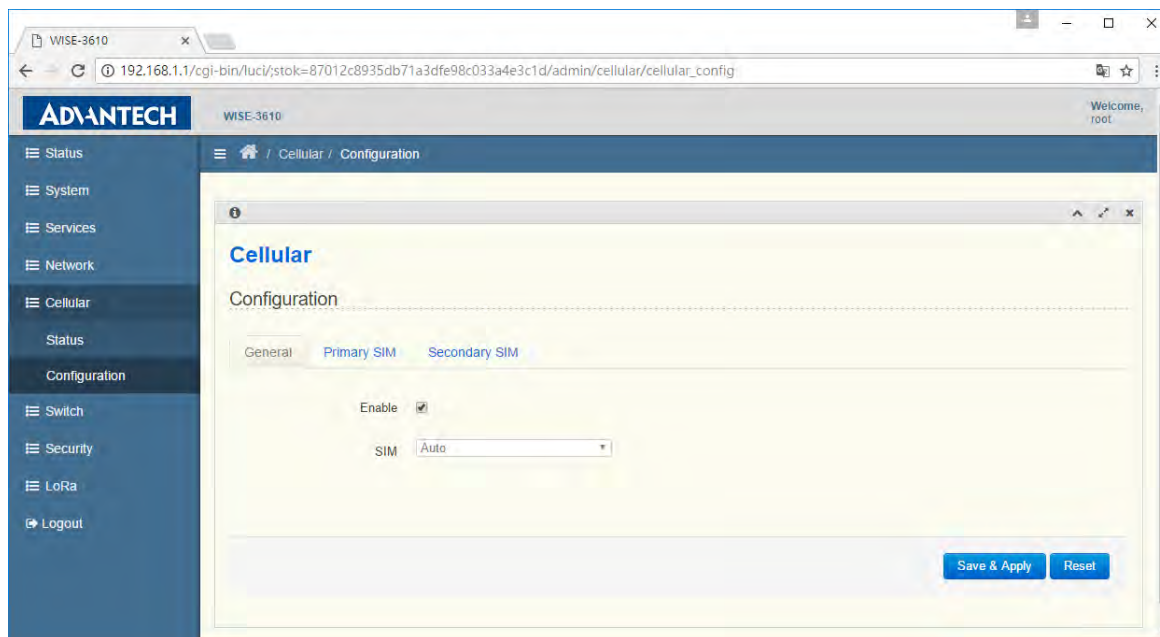 WISE-3610
192.168.1.1/cgi-bin/luci/;stok=87012c8935db71a3dfe98c033a4e3c1d/admin/cellular/cellular_config
ADVANTECH
WISE-3610
Welcome,
root
Status
/ Cellular / Configuration
System
Services
Network
Cellular
Status
Configuration
Switch
Security
LoRa
Logout
Cellular
Configuration
General Primary SIM Secondary SIM
Enable
SIM Auto
Save & Apply Reset